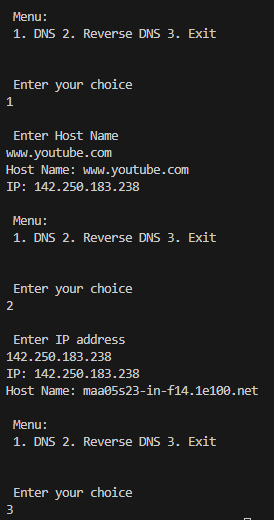 Menu:
1. DNS 2. Reverse DNS 3. Exit
Enter your choice
1
Enter Host Name
www.youtube.com
Host Name: www.youtube.com
IP: 142.250.183.238
Menu:
1. DNS 2. Reverse DNS 3. Exit
Enter your choice
2
Enter IP address
142.250.183.238
IP: 142.250.183.238
Host Name: maa05s23-in-f14.1e100.net
Menu:
1. DNS 2. Reverse DNS 3. Exit
Enter your choice
3